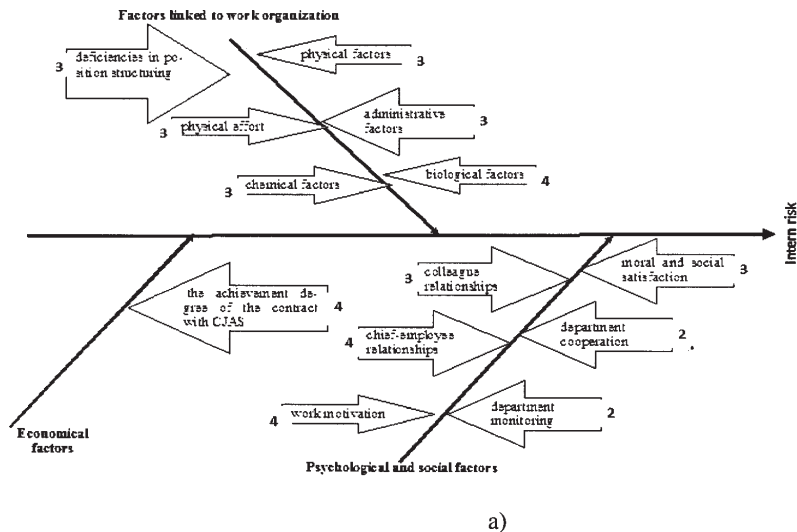 Factors linked to work organization
3
deficiencies in po-
sition structuring
physical factors
3
3
physical effort
administrative
factors
3
3
chemical factors
biological factors
4
Intern risk
the achievement de-
gree of the contract
with CJAS
4
3
colleague
relationships
moral and social
satisfaction
3
4
chief-employee
relationships
department
cooperation
2
4
work motivation
department
monitoring
2
Economical
factors
Psychological and social factors
a)